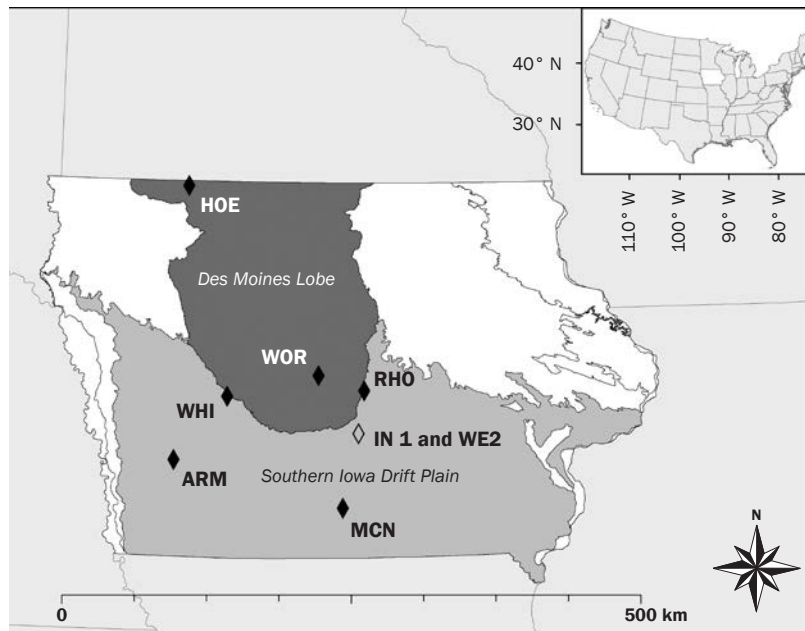 40° N
30° N
110° W
100° W
90° W
80° W
HOE
Des Moines Lobe
WOR
RHO
WHI
IN 1 and WE2
ARM
Southern Iowa Drift Plain
MCN
N
0
500 km